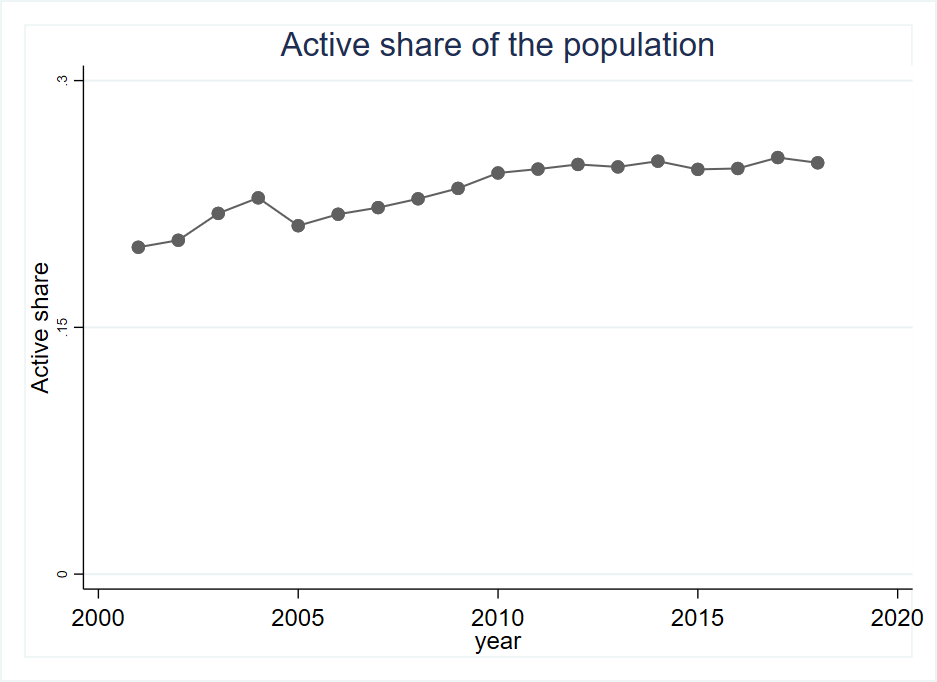 Active share of the population
Active share
.3
.15
0
2000 2005 2010 2015 2020
year